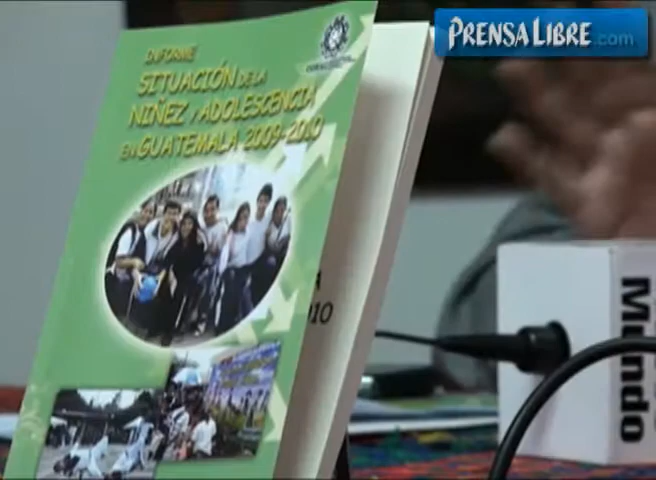 PRENSA LIBRE.com
INFORME
SITUACIÓN DE LA
NIÑEZ Y ADOLESCENCIA
EN GUATEMALA 2009-2010
Mundo